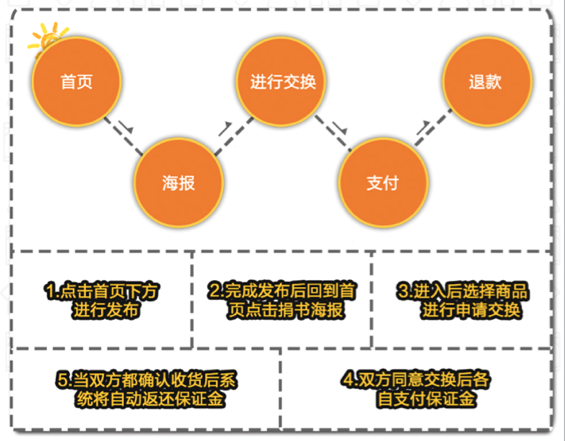 首页
进行交换
退款
海报
支付
1.点击首页下方
进行发布
2.完成发布后回到首
页点击捐书海报
3.进入后选择商品
进行申请交换
5.当双方都确认收货后系
统将自动返还保证金
4.双方同意交换后各
自支付保证金